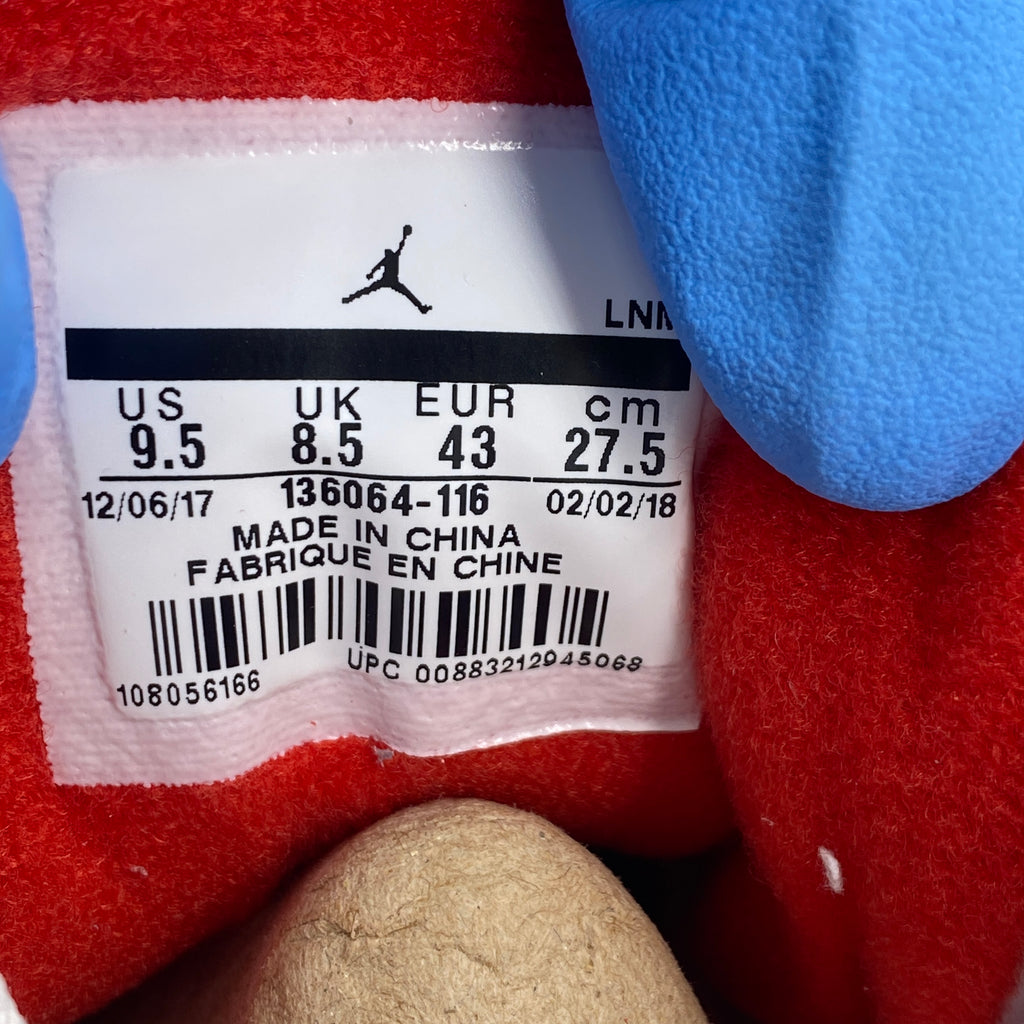 LNM
US UK EUR cm
9.5 8.5 43 27.5
12/06/17 136064-116 02/02/18
MADE IN CHINA
FABRIQUE EN CHINE
UPC 00883212945068
108056166